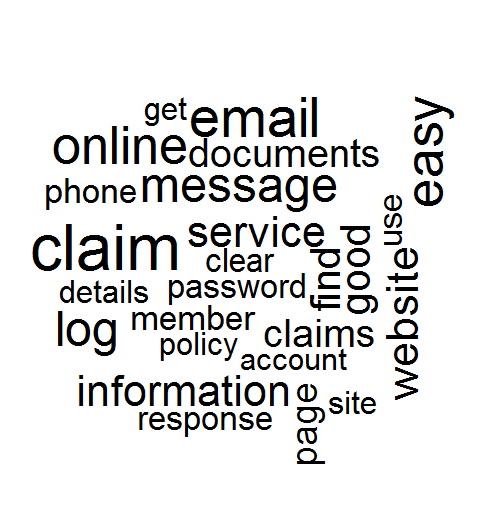 get
email
easy
online
documents
phone
message
use
service
claim
good
clear
find
website
password
details
member
log
claims
policy
account
information
page
site
response